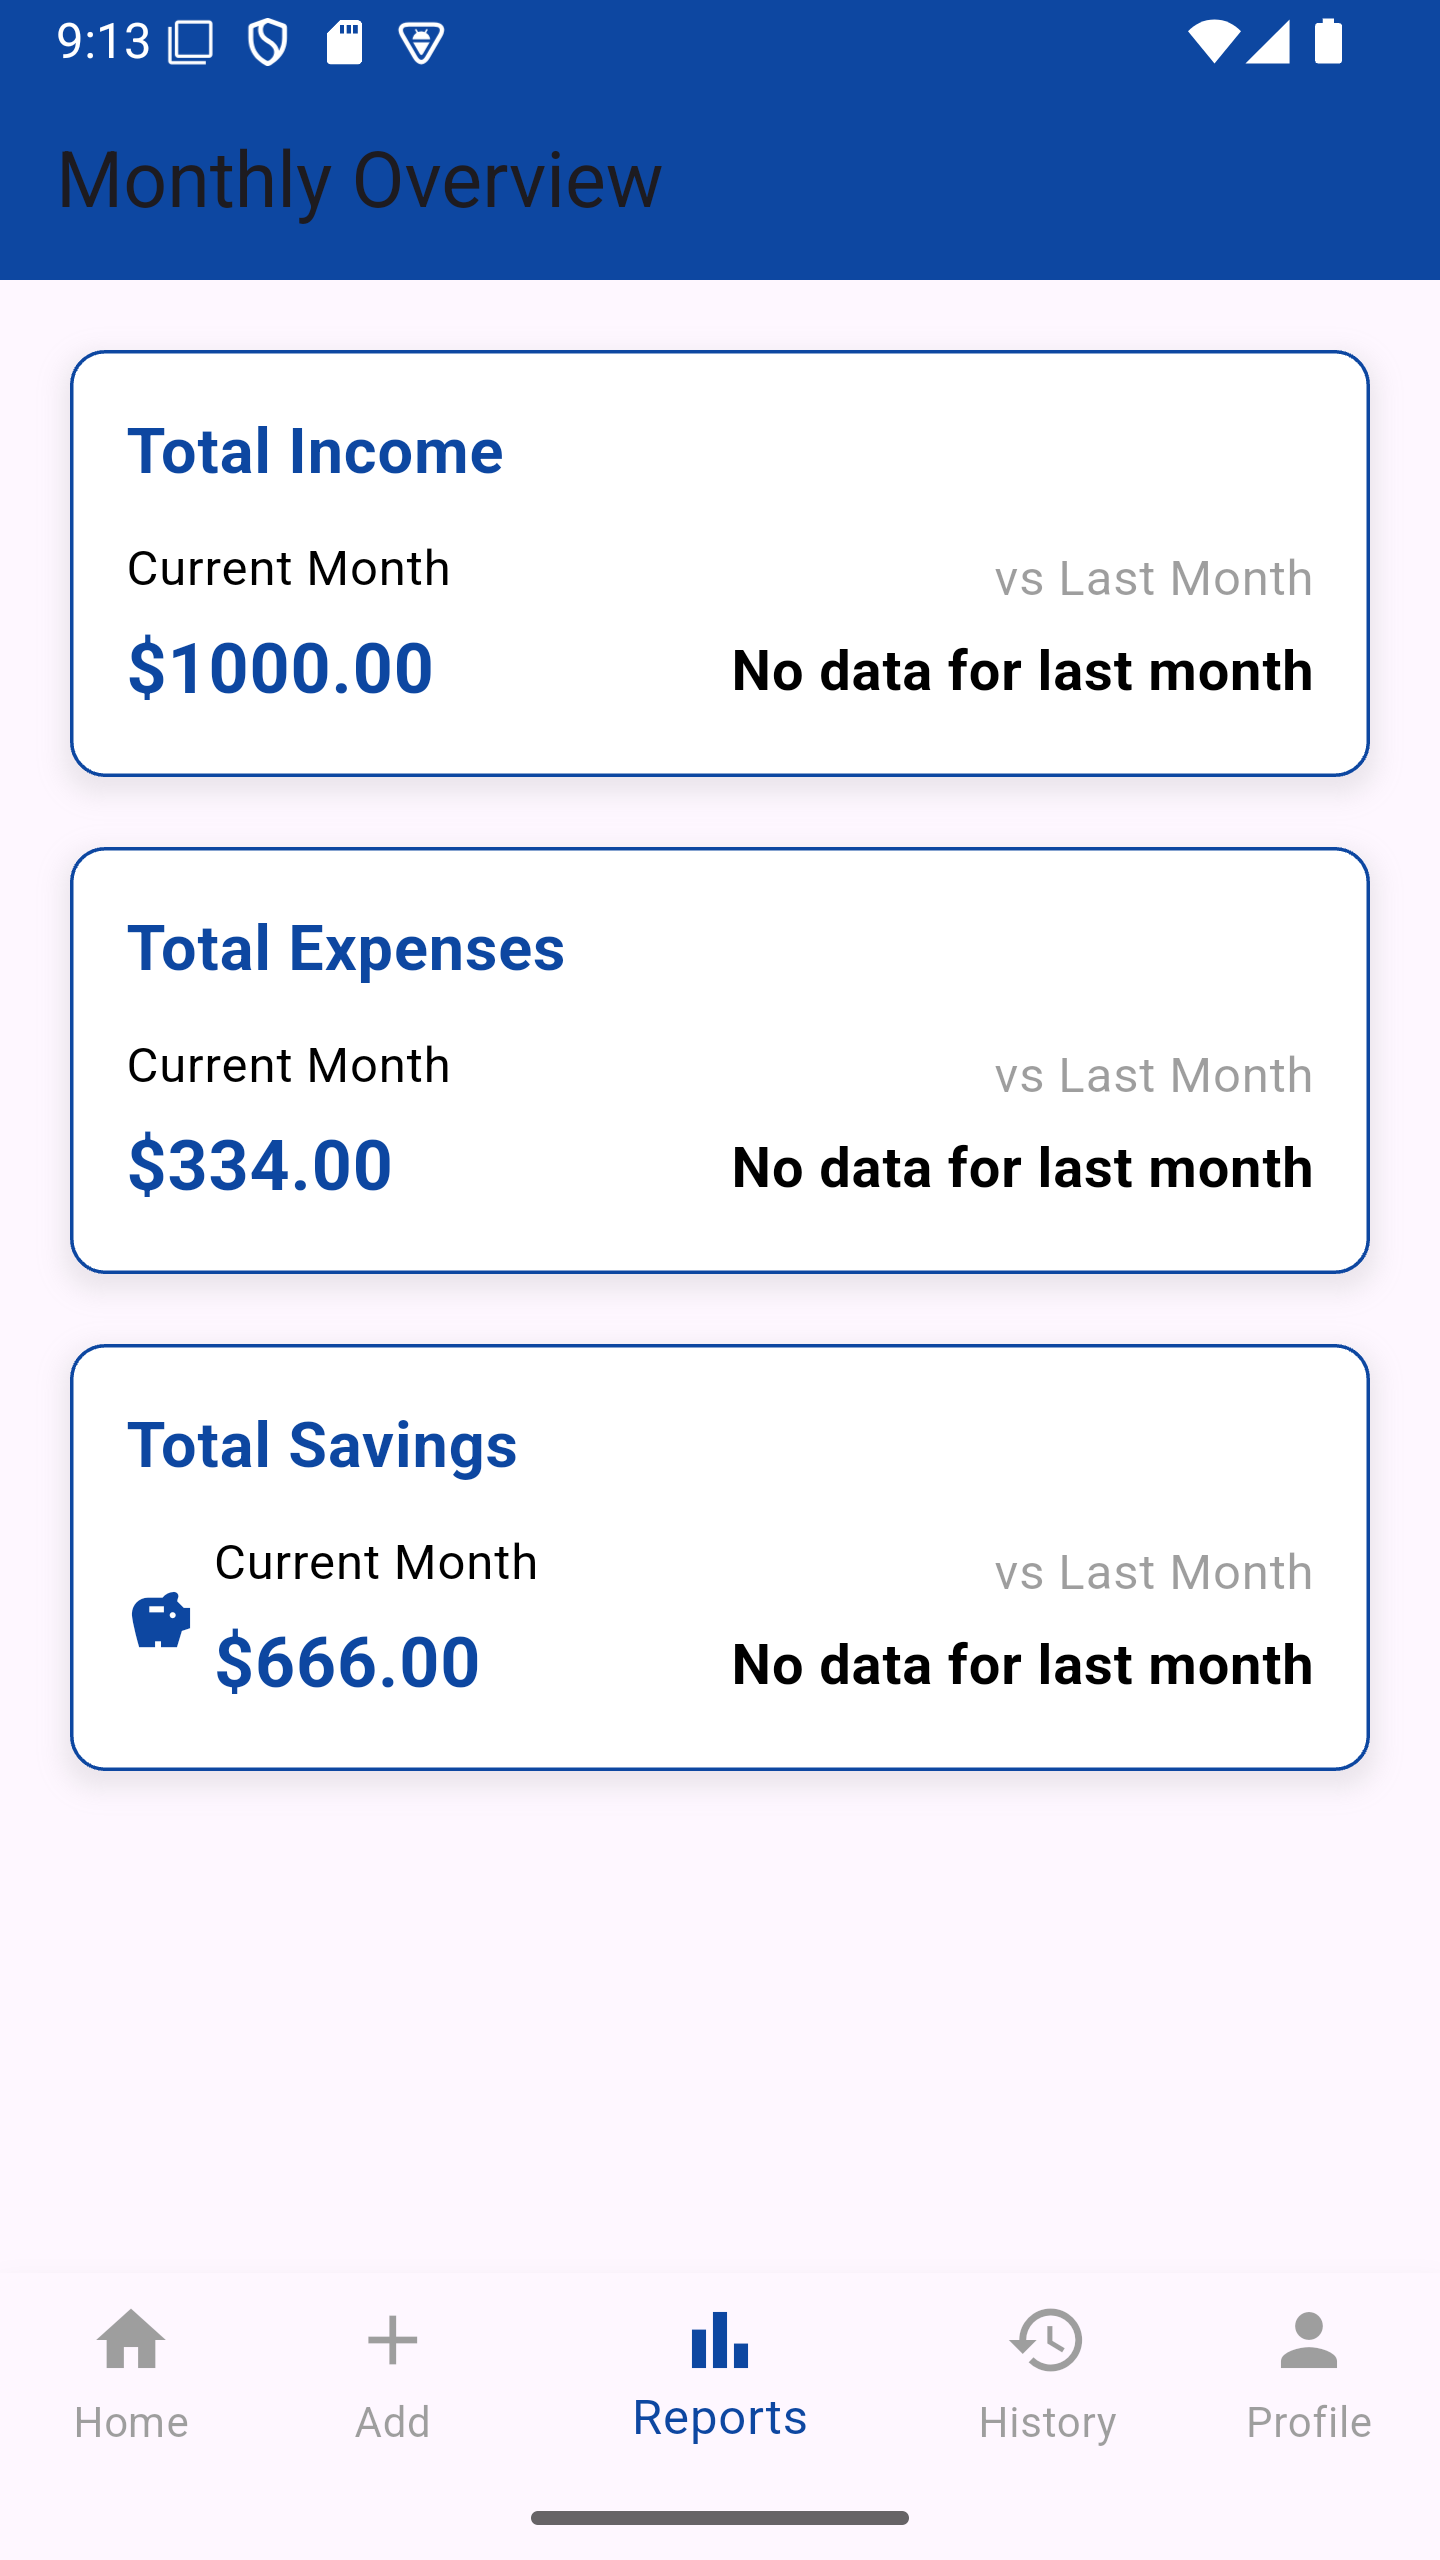 9:13
Monthly Overview
Total Income
Current Month
vs Last Month
$1000.00
No data for last month
Total Expenses
Current Month
vs Last Month
$334.00
No data for last month
Total Savings
Current Month
vs Last Month
$666.00
No data for last month
Home
Add
Reports
History
Profile